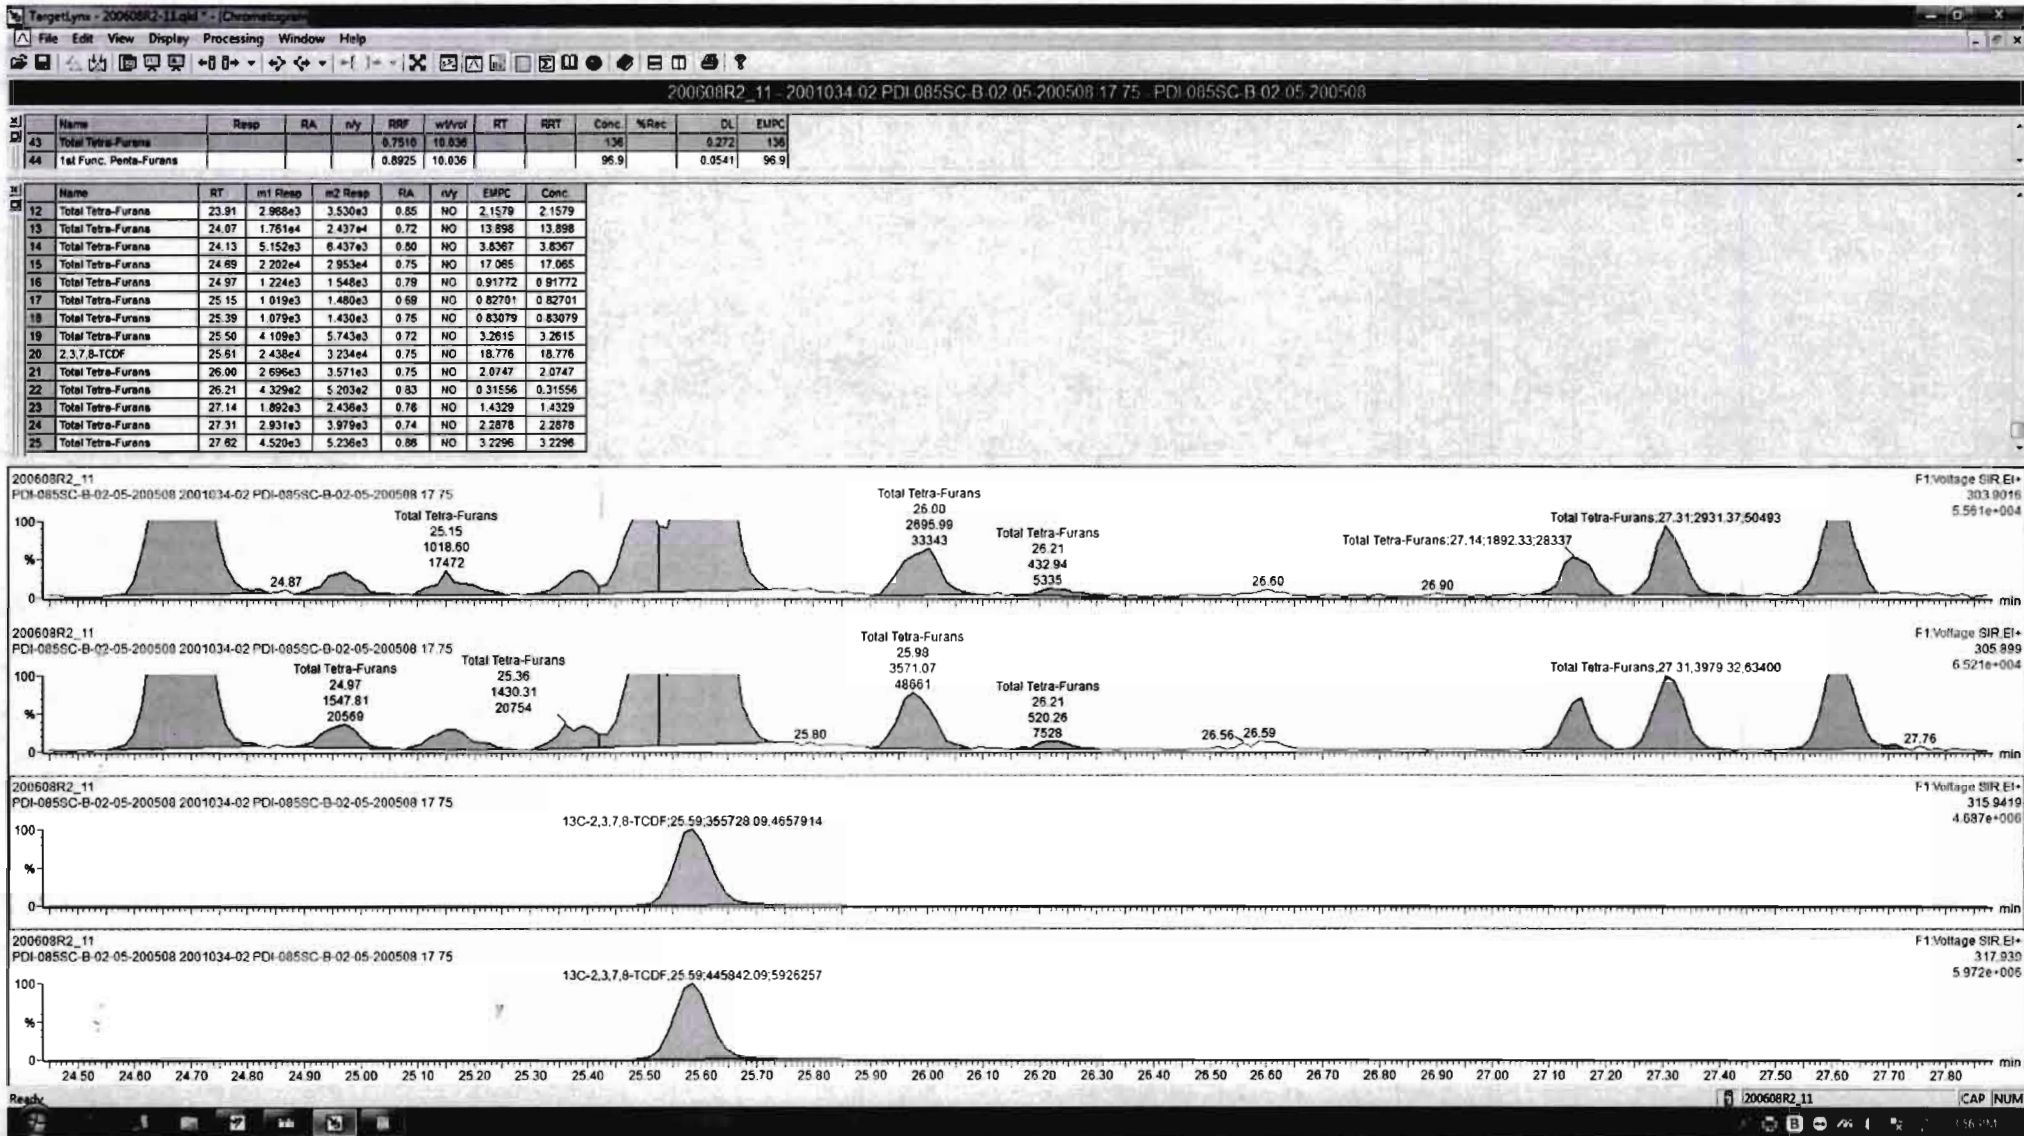 TargetLynx - 200608R2-11.qld * - [Chromatogram]
File Edit View Display Processing Window Help
200608R2_11 - 2001034-02 PDI-085SC-B-02-05-200508 17.75 - PDI-085SC-B-02-05-200508
Name Resp RA n/y RRF wt/vol RT RRT Conc. %Rec DL EMPC
43 Total Tetra-Furans 0.7510 10.036 136 0.272 136
44 1st Func. Penta-Furans 0.8925 10.036 96.9 0.0541 96.9
Name RT m1 Resp m2 Resp RA n/y EMPC Conc.
12 Total Tetra-Furans 23.91 2.968e3 3.530e3 0.85 NO 2.1579 2.1579
13 Total Tetra-Furans 24.07 1.761e4 2.437e4 0.72 NO 13.898 13.898
14 Total Tetra-Furans 24.13 5.152e3 6.437e3 0.80 NO 3.8367 3.8367
15 Total Tetra-Furans 24.69 2.202e4 2.953e4 0.75 NO 17.065 17.065
16 Total Tetra-Furans 24.97 1.224e3 1.548e3 0.79 NO 0.91772 0.91772
17 Total Tetra-Furans 25.15 1.019e3 1.480e3 0.69 NO 0.82701 0.82701
18 Total Tetra-Furans 25.39 1.079e3 1.430e3 0.75 NO 0.83079 0.83079
19 Total Tetra-Furans 25.50 4.109e3 5.743e3 0.72 NO 3.2615 3.2615
20 2,3,7,8-TCDF 25.61 2.438e4 3.234e4 0.75 NO 18.776 18.776
21 Total Tetra-Furans 26.00 2.696e3 3.571e3 0.75 NO 2.0747 2.0747
22 Total Tetra-Furans 26.21 4.329e2 5.203e2 0.83 NO 0.31556 0.31556
23 Total Tetra-Furans 27.14 1.892e3 2.436e3 0.78 NO 1.4329 1.4329
24 Total Tetra-Furans 27.31 2.931e3 3.979e3 0.74 NO 2.2878 2.2878
25 Total Tetra-Furans 27.62 4.520e3 5.236e3 0.86 NO 3.2296 3.2296
200608R2_11
PDI-085SC-B-02-05-200508 2001034-02 PDI-085SC-B-02-05-200508 17.75
F1:Voltage SIR,EI+
303.9016
5.561e+004
Total Tetra-Furans
25.15
1018.60
17472
Total Tetra-Furans
26.00
2695.99
33343
Total Tetra-Furans
26.21
432.94
5335
Total Tetra-Furans;27.14;1892.33;28337
Total Tetra-Furans;27.31;2931.37;50493
24.87 26.60 26.90
100
%
0
min
200608R2_11
PDI-085SC-B-02-05-200508 2001034-02 PDI-085SC-B-02-05-200508 17.75
F1:Voltage SIR,EI+
305.899
6.521e+004
Total Tetra-Furans
24.97
1547.81
20569
Total Tetra-Furans
25.36
1430.31
20754
Total Tetra-Furans
25.98
3571.07
48661
Total Tetra-Furans
26.21
520.26
7528
Total Tetra-Furans;27.31;3979.32;63400
25.80 26.56 26.59 27.76
100
%
0
min
200608R2_11
PDI-085SC-B-02-05-200508 2001034-02 PDI-085SC-B-02-05-200508 17.75
F1:Voltage SIR,EI+
315.9419
4.687e+006
13C-2,3,7,8-TCDF;25.59;355728.09;4657914
100
%
0
min
200608R2_11
PDI-085SC-B-02-05-200508 2001034-02 PDI-085SC-B-02-05-200508 17.75
F1:Voltage SIR,EI+
317.939
5.972e+006
13C-2,3,7,8-TCDF;25.59;445842.09;5926257
100
%
0
min
24.50 24.60 24.70 24.80 24.90 25.00 25.10 25.20 25.30 25.40 25.50 25.60 25.70 25.80 25.90 26.00 26.10 26.20 26.30 26.40 26.50 26.60 26.70 26.80 26.90 27.00 27.10 27.20 27.30 27.40 27.50 27.60 27.70 27.80
Ready
200608R2_11 CAP NUM